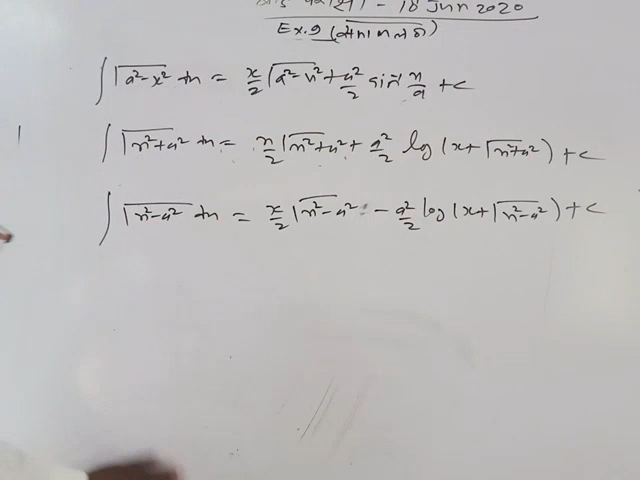 - 18 Jun 2020
Ex.9 (समाकलन)
∫√a²-x² dx = x/2 √a²-x² + a²/2 sin⁻¹ x/a + c
∫√x²+a² dx = x/2 √x²+a² + a²/2 log (x+√x²+a²) + c
∫√x²-a² dx = x/2 √x²-a² - a²/2 log (x+√x²-a²) + c